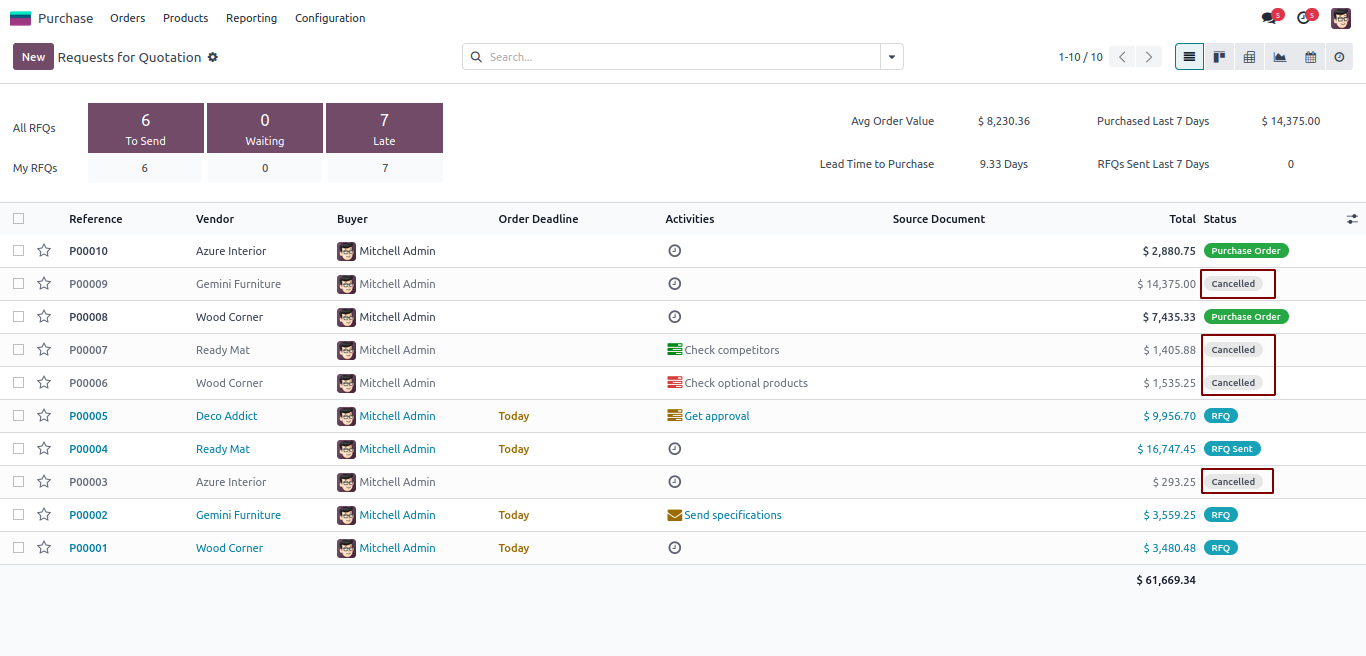 Purchase Orders Products Reporting Configuration 5 5
New Requests for Quotation Search... 1-10 / 10
All RFQs 6 To Send 0 Waiting 7 Late
My RFQs 6 0 7
Avg Order Value $ 8,230.36 Purchased Last 7 Days $ 14,375.00
Lead Time to Purchase 9.33 Days RFQs Sent Last 7 Days 0
Reference Vendor Buyer Order Deadline Activities Source Document Total Status
P00010 Azure Interior Mitchell Admin $ 2,880.75 Purchase Order
P00009 Gemini Furniture Mitchell Admin $ 14,375.00 Cancelled
P00008 Wood Corner Mitchell Admin $ 7,435.33 Purchase Order
P00007 Ready Mat Mitchell Admin Check competitors $ 1,405.88 Cancelled
P00006 Wood Corner Mitchell Admin Check optional products $ 1,535.25 Cancelled
P00005 Deco Addict Mitchell Admin Today Get approval $ 9,956.70 RFQ
P00004 Ready Mat Mitchell Admin Today $ 16,747.45 RFQ Sent
P00003 Azure Interior Mitchell Admin $ 293.25 Cancelled
P00002 Gemini Furniture Mitchell Admin Today Send specifications $ 3,559.25 RFQ
P00001 Wood Corner Mitchell Admin Today $ 3,480.48 RFQ
$ 61,669.34